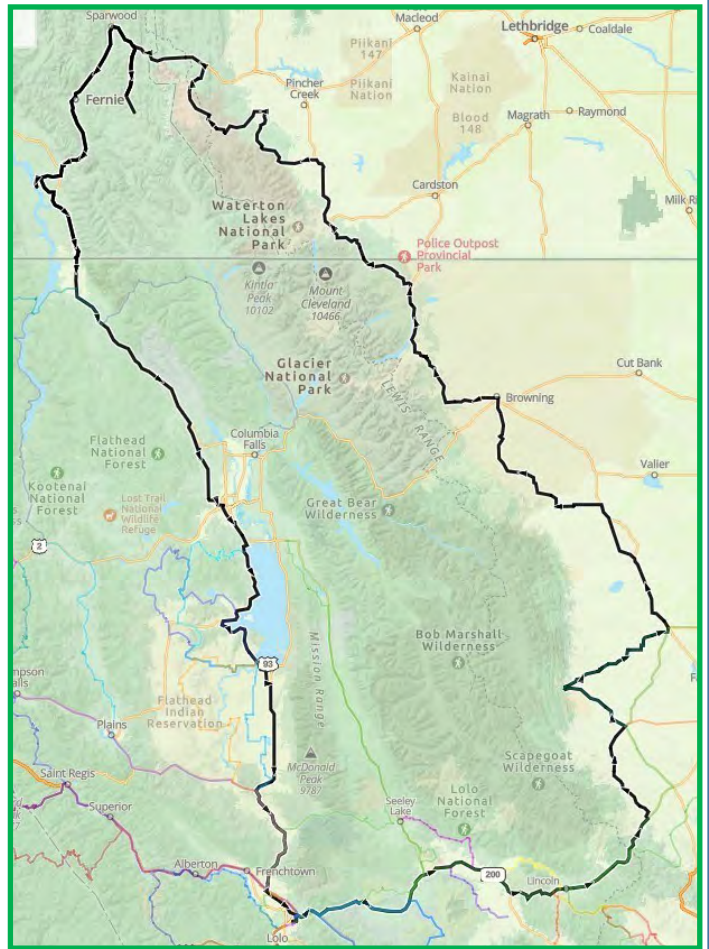 Sparwood
Macleod
Lethbridge
Coaldale
Piikani
147
Fernie
Pincher
Creek
Piikani
Nation
Kainai
Nation
Blood
148
Magrath
Raymond
Cardston
Milk R
Waterton
Lakes
National
Park
Police Outpost
Provincial
Park
Kintla
Peak
10102
Mount
Cleveland
10466
Glacier
National
Park
LEWIS RANGE
Cut Bank
Browning
Flathead
National
Forest
Columbia
Falls
Valier
Kootenai
National
Forest
Lost Trail
National
Wildlife
Refuge
Great Bear
Wilderness
2
Bob Marshall
Wilderness
Mission Range
93
Flathead
Indian
Reservation
mpson
alls
Plains
Scapegoat
Wilderness
McDonald
Peak
9787
Saint Regis
Superior
Seeley
Lake
Lolo
National
Forest
Alberton
Frenchtown
200
Lincoln
Lolo